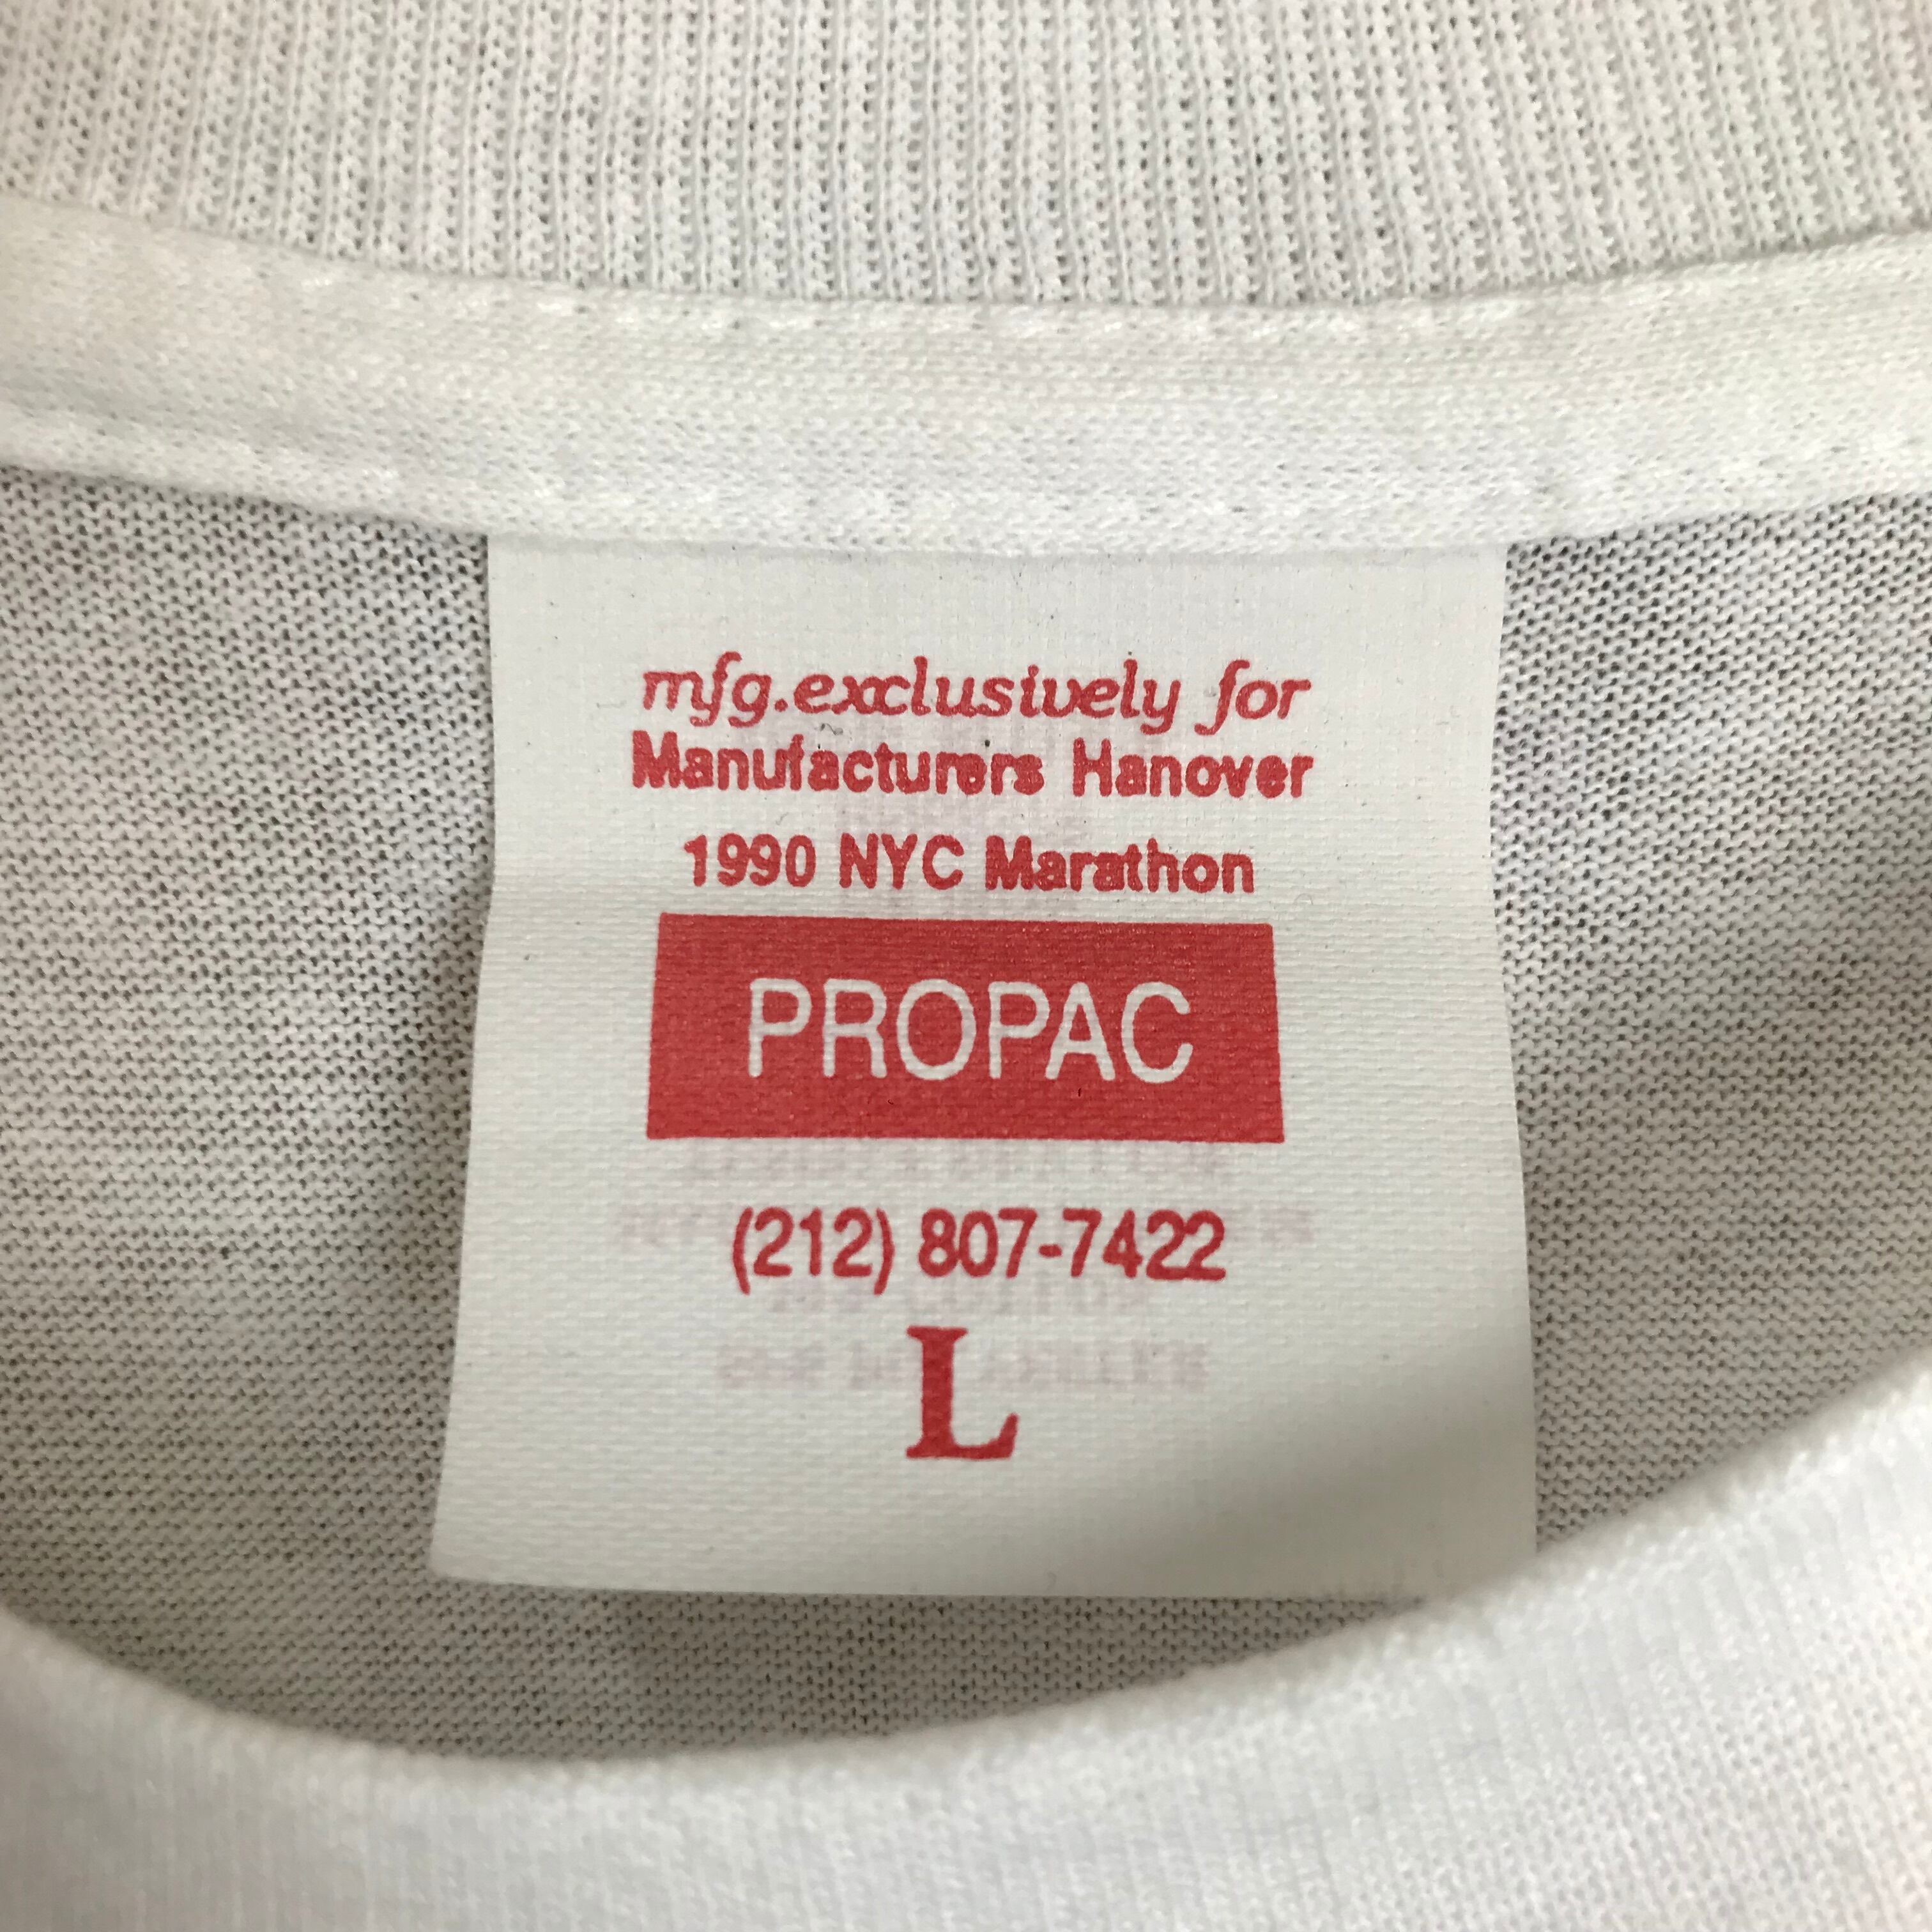 mfg.exclusively for
Manufacturers Hanover
1990 NYC Marathon
PROPAC
(212) 807-7422
L